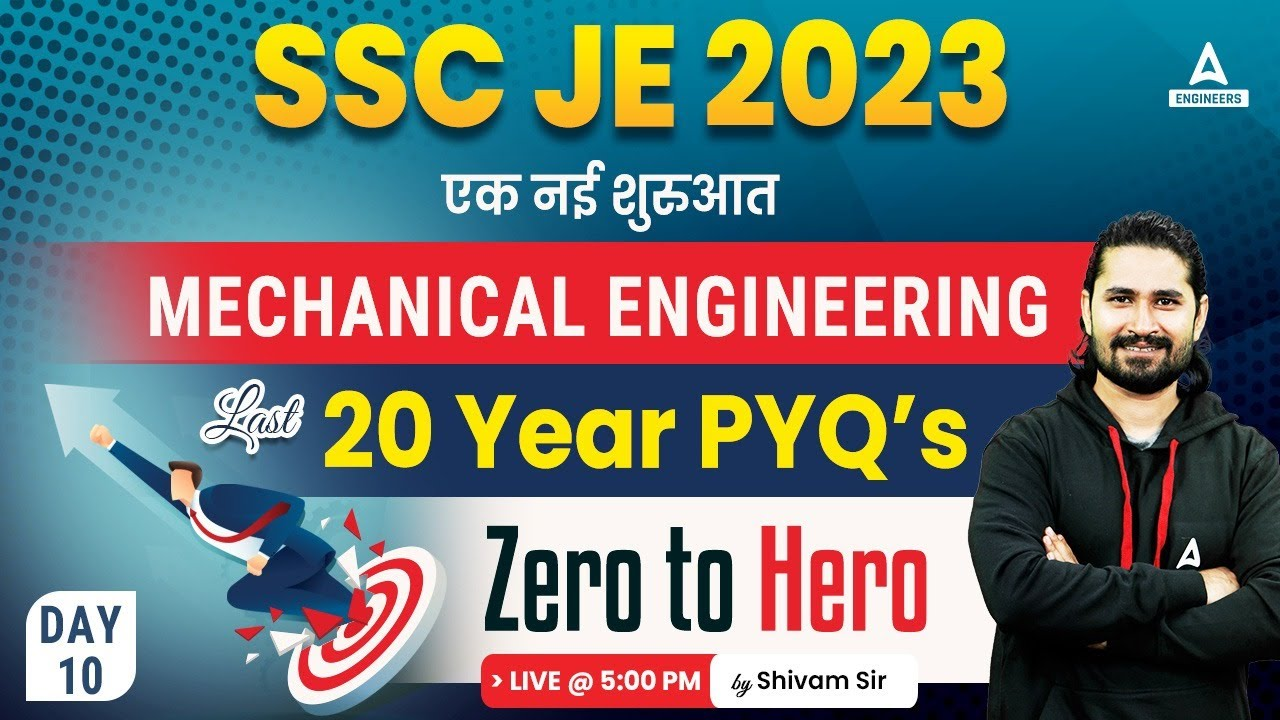 SSC JE 2023
A
ENGINEERS
एक नई शुरुआत
MECHANICAL ENGINEERING
Last 20 Year PYQ's
Zero to Hero
DAY
10
> LIVE @ 5:00 PM by Shivam Sir
A